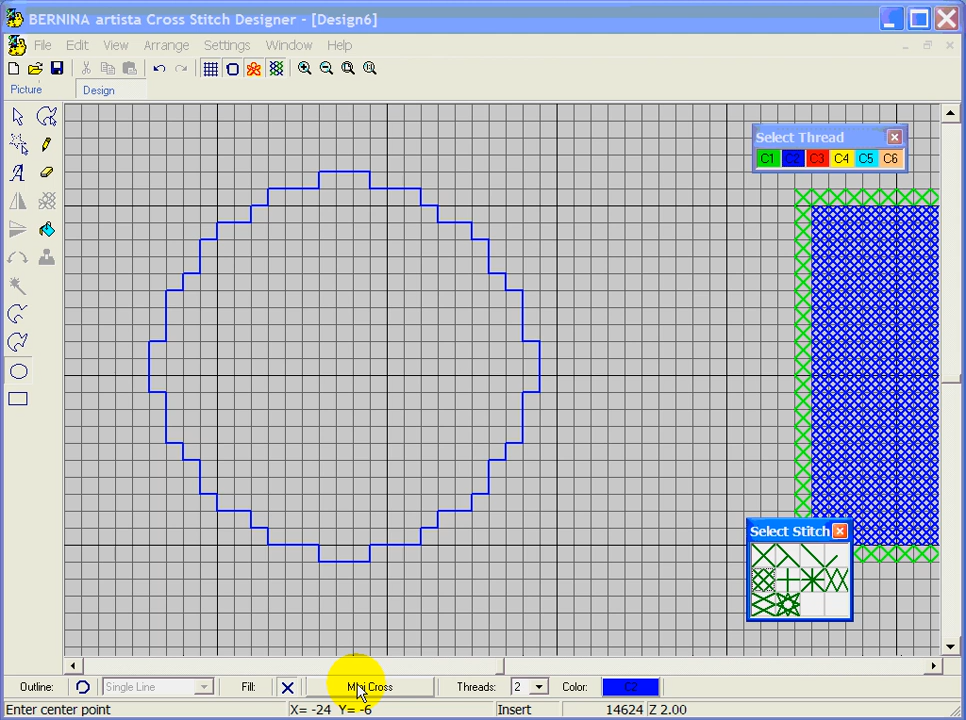 BERNINA artista Cross Stitch Designer - [Design6]
File Edit View Arrange Settings Window Help
Picture Design
Select Thread
C1 C2 C3 C4 C5 C6
Select Stitch
Outline: Single Line Fill: Mini Cross Threads: 2 Color: C2
Enter center point X= -24 Y= -6 Insert 14624 Z 2.00